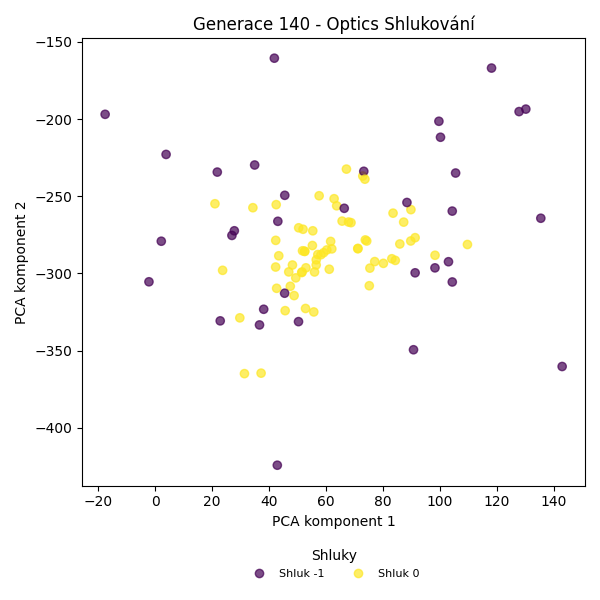 Generace 140 - Optics Shlukování
PCA komponent 2
−150
−200
−250
−300
−350
−400
−20 0 20 40 60 80 100 120 140
PCA komponent 1
Shluky
Shluk -1 Shluk 0